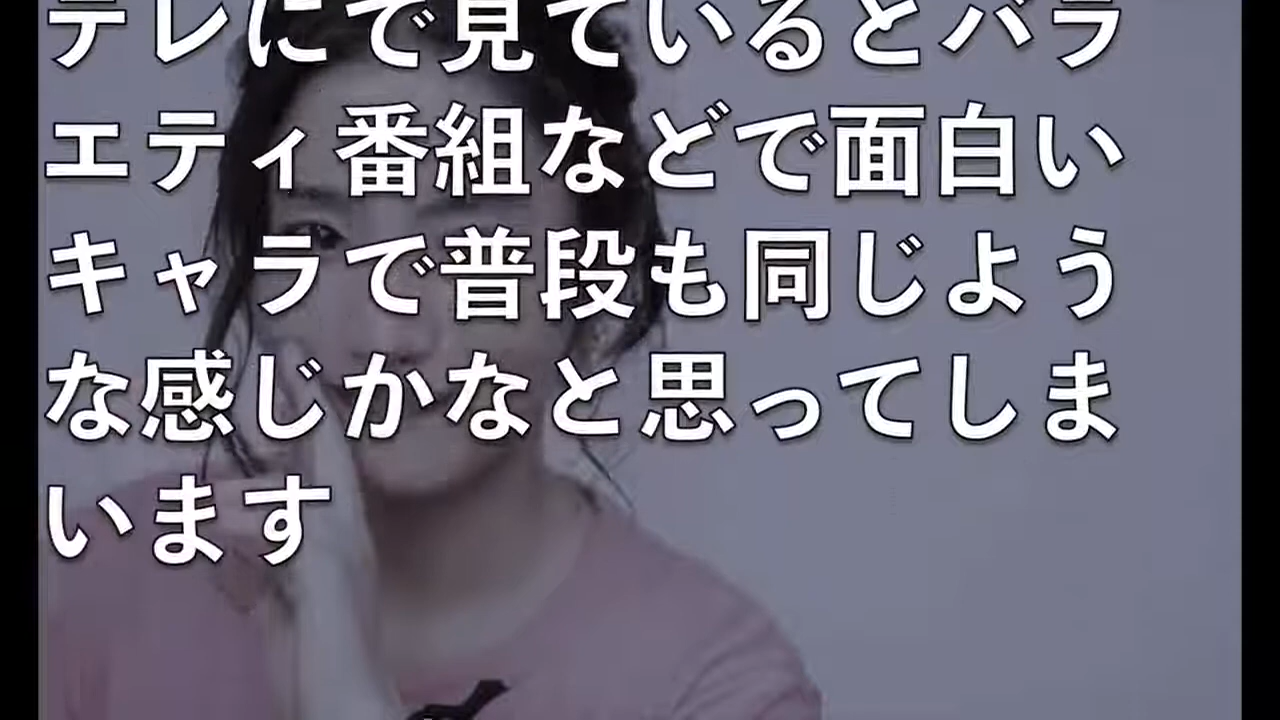 テレにで見ているとバラ
エティ番組などで面白い
キャラで普段も同じよう
な感じかなと思ってしま
います